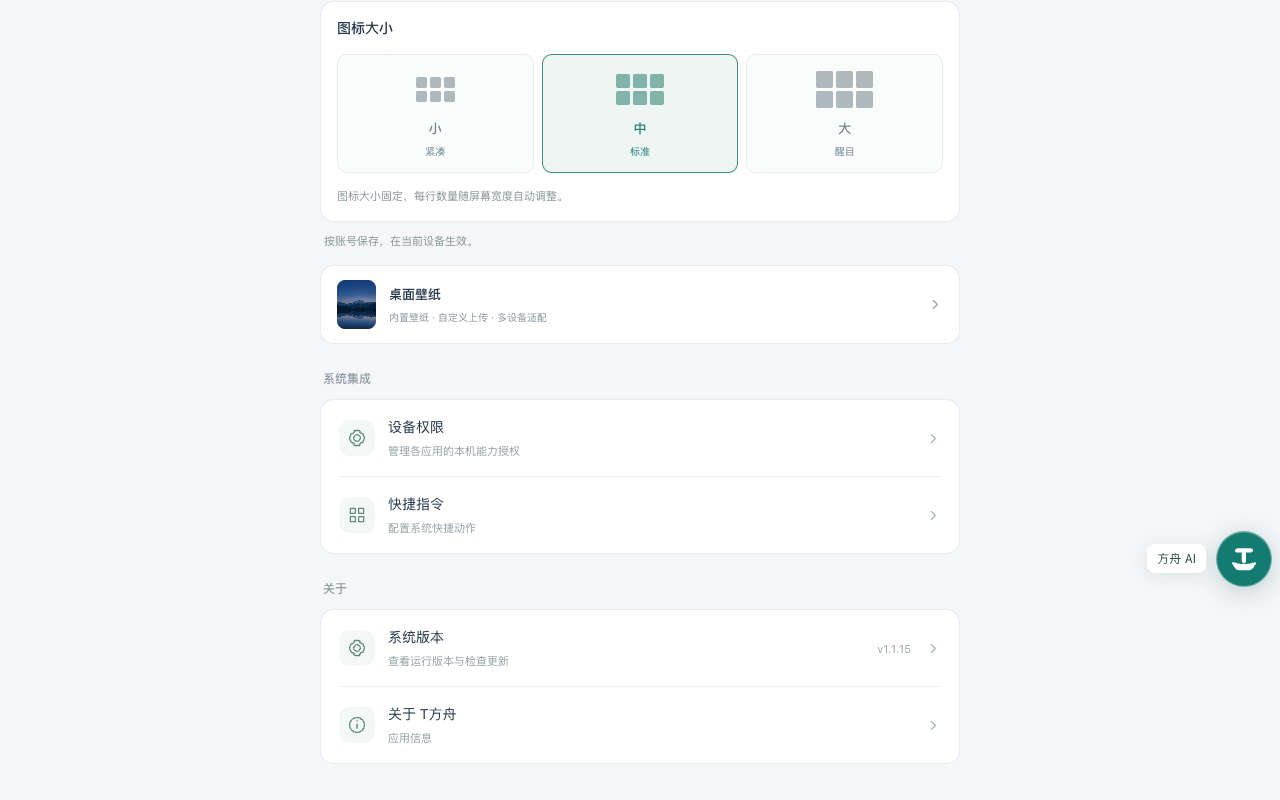 图标大小
小
紧凑
中
标准
大
醒目
图标大小固定，每行数量随屏幕宽度自动调整。
按账号保存，在当前设备生效。
桌面壁纸
内置壁纸 · 自定义上传 · 多设备适配
系统集成
设备权限
管理各应用的本机能力授权
快捷指令
配置系统快捷动作
方舟 AI
关于
系统版本
查看运行版本与检查更新
v1.1.15
关于 T方舟
应用信息